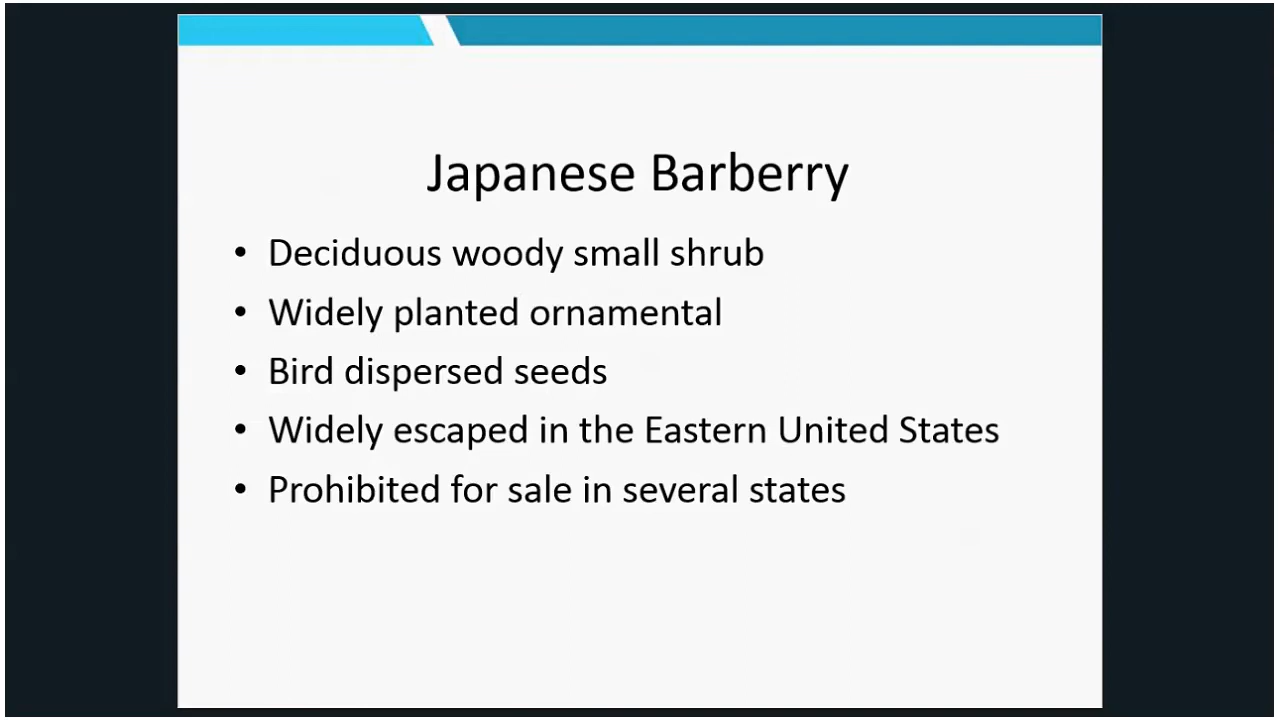 Japanese Barberry
• Deciduous woody small shrub
• Widely planted ornamental
• Bird dispersed seeds
• Widely escaped in the Eastern United States
• Prohibited for sale in several states